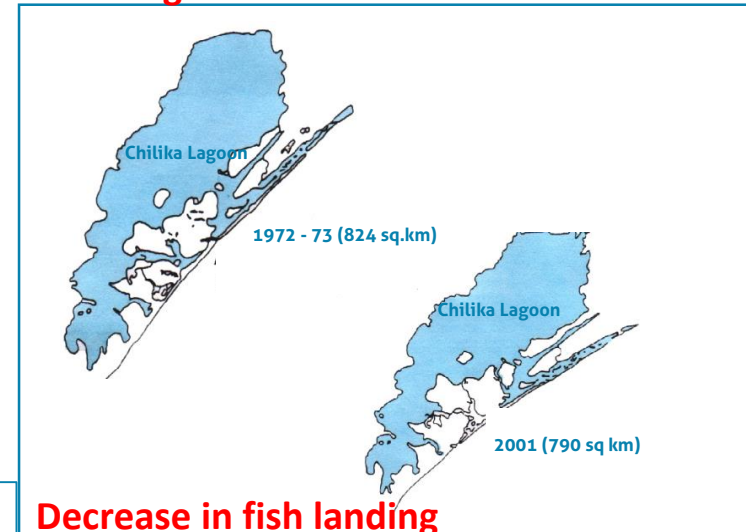 Chilika Lagoon
1972 - 73 (824 sq.km)
Chilika Lagoon
2001 (790 sq km)
Decrease in fish landing